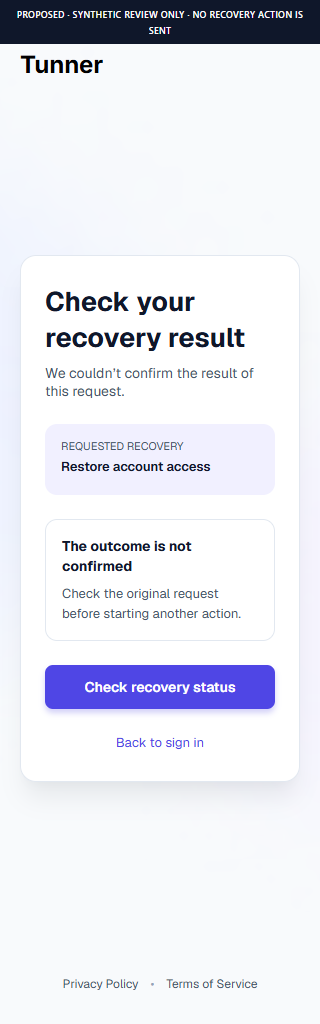 PROPOSED · SYNTHETIC REVIEW ONLY · NO RECOVERY ACTION IS
SENT
Tunner
Check your
recovery result
We couldn't confirm the result of
this request.
REQUESTED RECOVERY
Restore account access
The outcome is not
confirmed
Check the original request
before starting another action.
Check recovery status
Back to sign in
Privacy Policy • Terms of Service